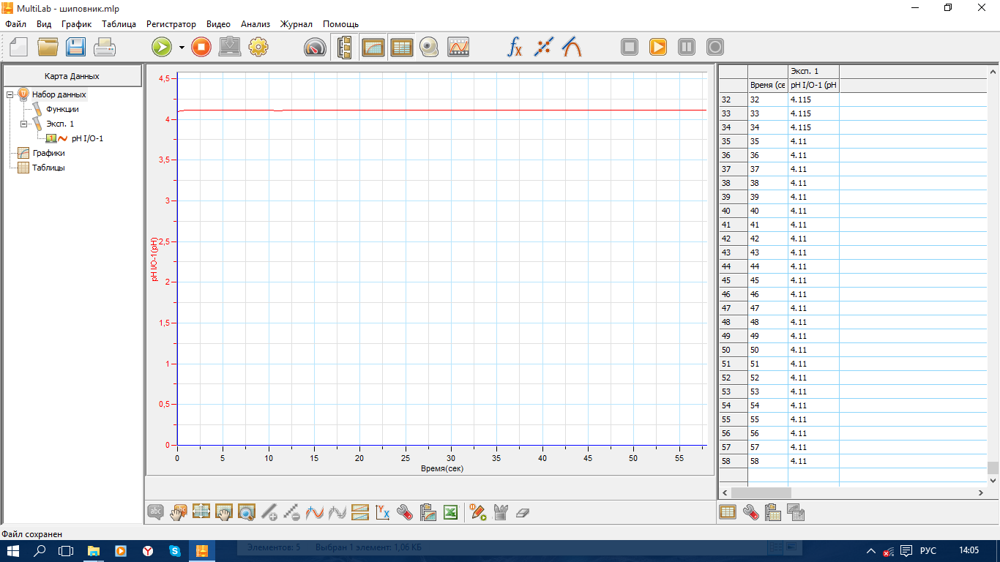 MultiLab - шиповник.mlp
Файл Вид График Таблица Регистратор Видео Анализ Журнал Помощь
Карта Данных
Набор данных
Функции
Эксп. 1
1 pH I/O-1
Графики
Таблицы
4,5
4
3,5
3
2,5
2
1,5
1
0,5
0
pH I/O-1(pH)
0 5 10 15 20 25 30 35 40 45 50 55
Время(сек)
Эксп. 1
Время (се pH I/O-1 (pH
32 32 4.115
33 33 4.115
34 34 4.115
35 35 4.11
36 36 4.11
37 37 4.11
38 38 4.11
39 39 4.11
40 40 4.11
41 41 4.11
42 42 4.11
43 43 4.11
44 44 4.11
45 45 4.11
46 46 4.11
47 47 4.11
48 48 4.11
49 49 4.11
50 50 4.11
51 51 4.11
52 52 4.11
53 53 4.11
54 54 4.11
55 55 4.11
56 56 4.11
57 57 4.11
58 58 4.11
Файл сохранен
Элементов: 5 Выбран 1 элемент: 1,06 КБ
РУС 14:05